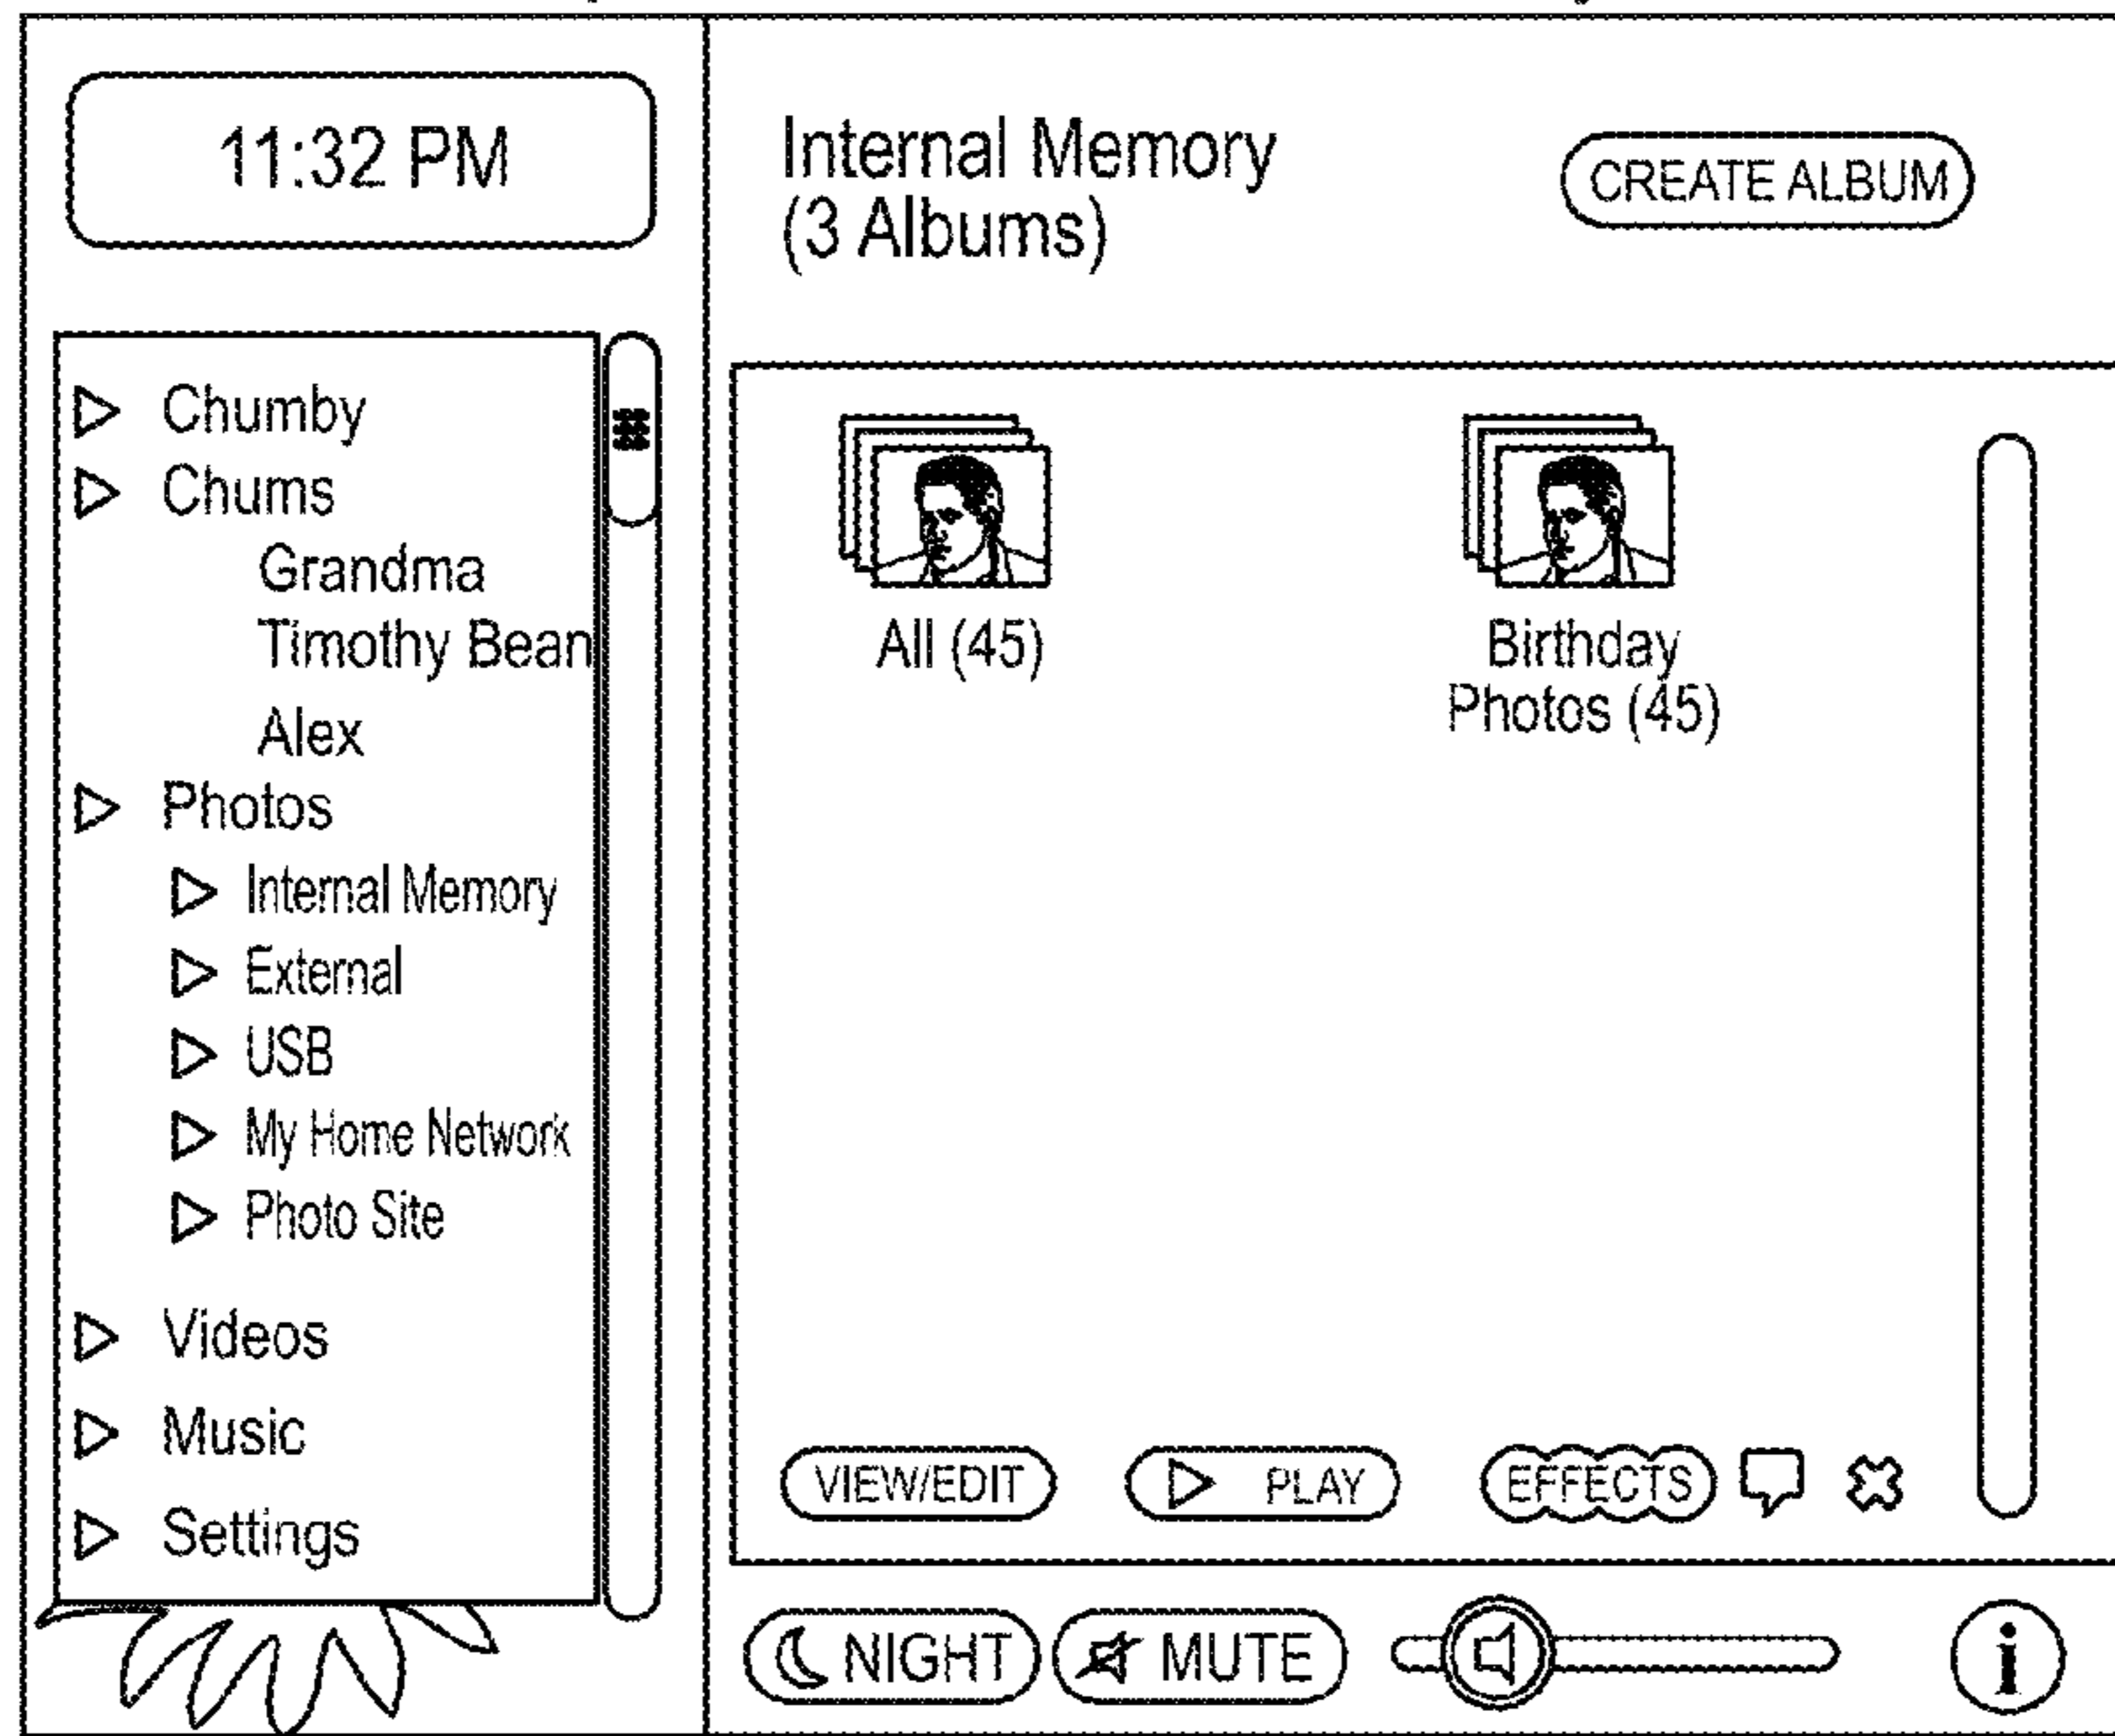 11:32 PM
Chumby
Chums
Grandma
Timothy Bean
Alex
Photos
Internal Memory
External
USB
My Home Network
Photo Site
Videos
Music
Settings
Internal Memory
(3 Albums)
CREATE ALBUM
All (45)
Birthday
Photos (45)
VIEW/EDIT
PLAY
EFFECTS
NIGHT
MUTE
i